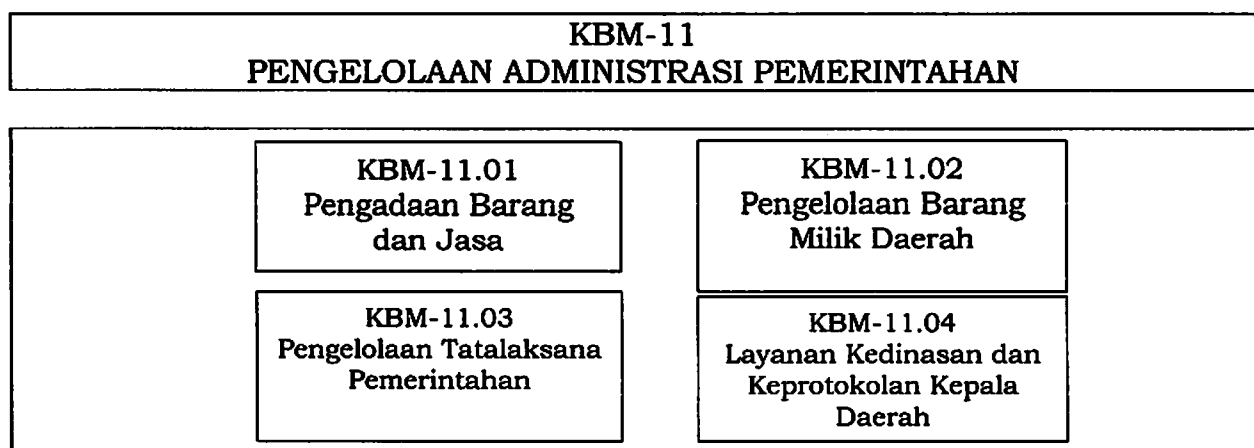 KBM-11
PENGELOLAAN ADMINISTRASI PEMERINTAHAN
KBM-11.01
Pengadaan Barang
dan Jasa
KBM-11.02
Pengelolaan Barang
Milik Daerah
KBM-11.03
Pengelolaan Tatalaksana
Pemerintahan
KBM-11.04
Layanan Kedinasan dan
Keprotokolan Kepala
Daerah